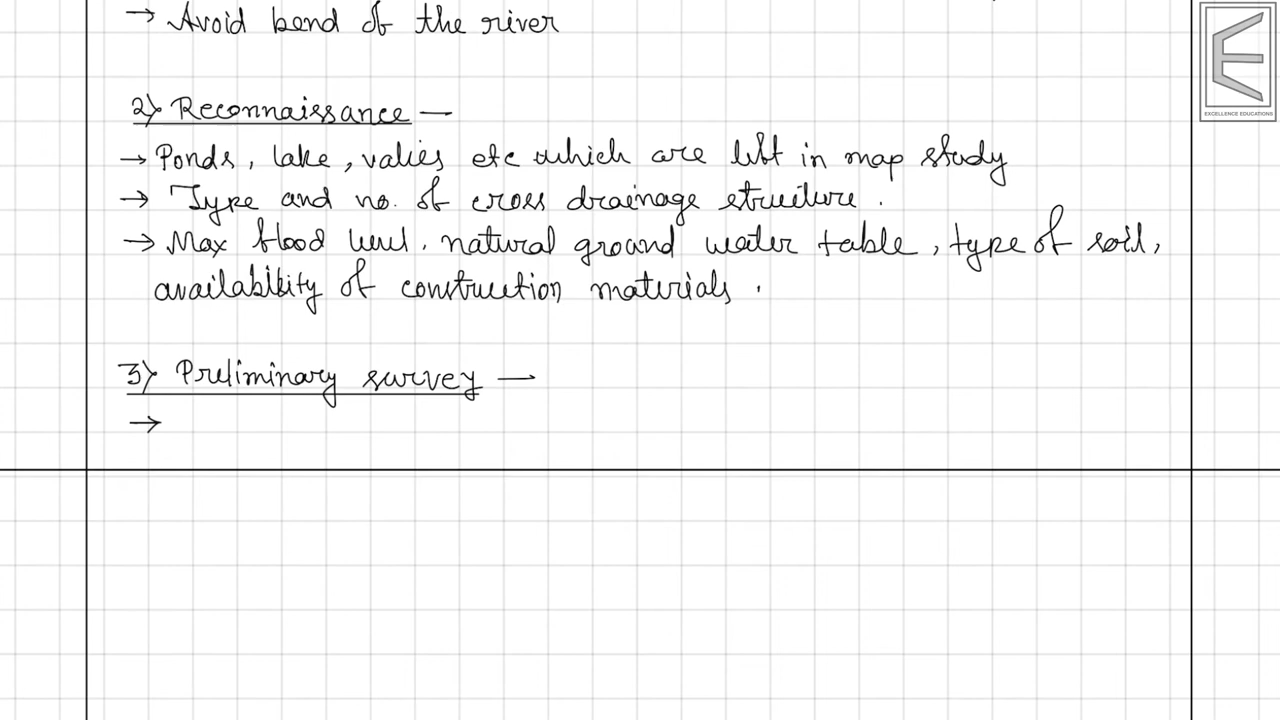 → Avoid bend of the river
2) Reconnaissance —
→ Ponds, lake, valies etc which are left in map study
→ Type and no. of cross drainage structure.
→ Max flood level, natural ground water table, type of soil,
availability of construction materials.
3) Preliminary survey —
→
EXCELLENCE EDUCATIONS